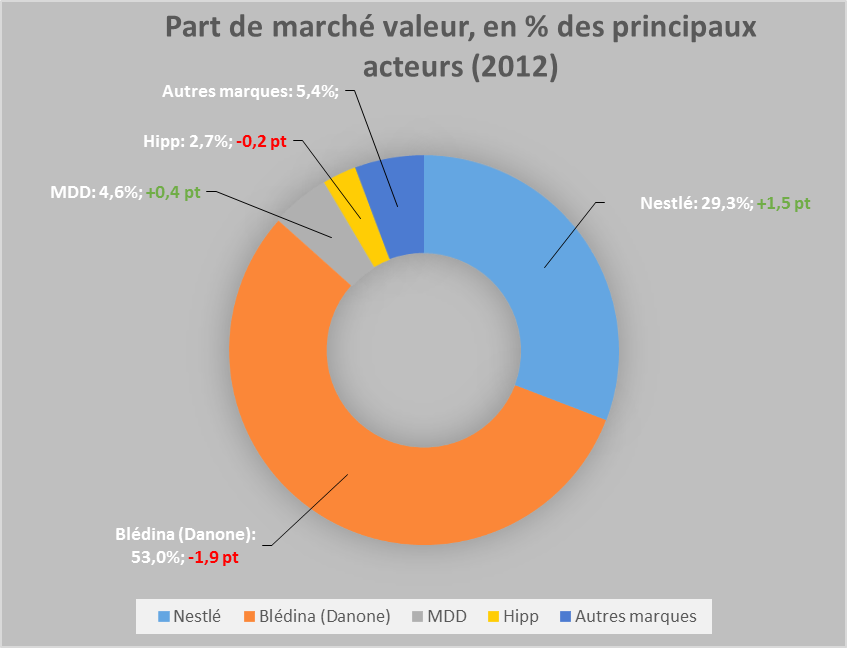 Part de marché valeur, en % des principaux
acteurs (2012)
Autres marques: 5,4%;
Hipp: 2,7%; -0,2 pt
MDD: 4,6%; +0,4 pt
Nestlé: 29,3%; +1,5 pt
Blédina (Danone):
53,0%; -1,9 pt
Nestlé Blédina (Danone) MDD Hipp Autres marques